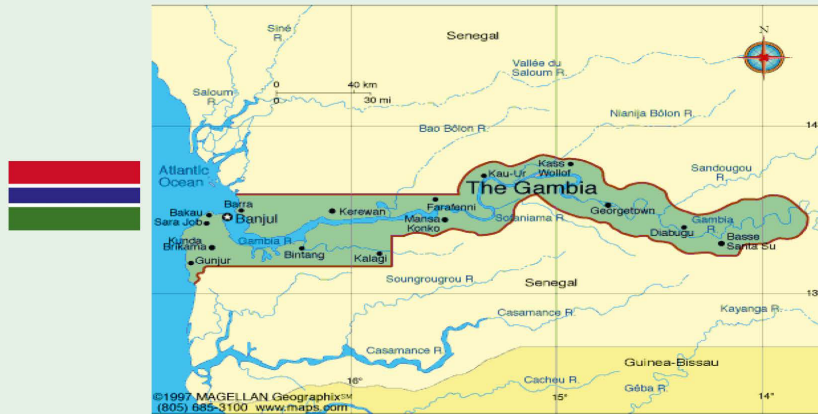 N
Siné
R.
Senegal
Vallée du
Saloum R.
0 40 km
0 30 mi
Saloum
R.
Nianija Bôlon R.
Bao Bôlon R.
14
Atlantic
Ocean
Kass
Wollof
Kau-Ur
Sandougou
R.
The Gambia
Barra
Farafenni
Georgetown
Bakau
Banjul
Kerewan
Mansa
Konko
Sofaniama R.
Gambia
R.
Sara Job
Kunda
Diabugu
Basse
Santa Su
Brikama
Gambia R.
Bintang
Kalagi
Gunjur
Soungrougrou R.
Senegal
13
Casamance R.
Kayanga R.
Casamance R.
Guinea-Bissau
16°
Cacheu R.
15°
Géba R.
14°
©1997 MAGELLAN Geographix℠
(805) 685-3100 www.maps.com